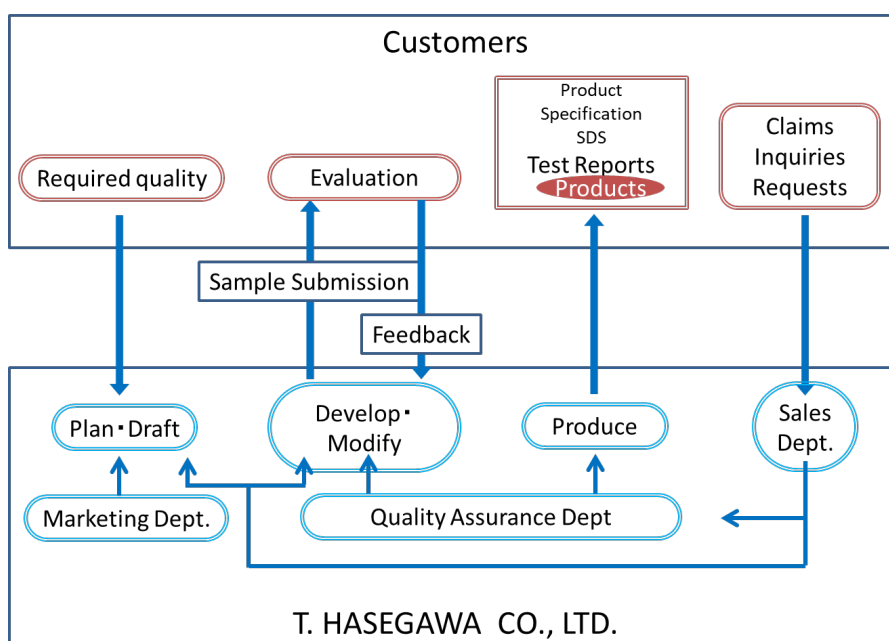 Customers
Product
Specification
SDS
Test Reports
Products
Claims
Inquiries
Requests
Required quality
Evaluation
Sample Submission
Feedback
Plan・Draft
Develop・
Modify
Produce
Sales
Dept.
Marketing Dept.
Quality Assurance Dept
T. HASEGAWA CO., LTD.